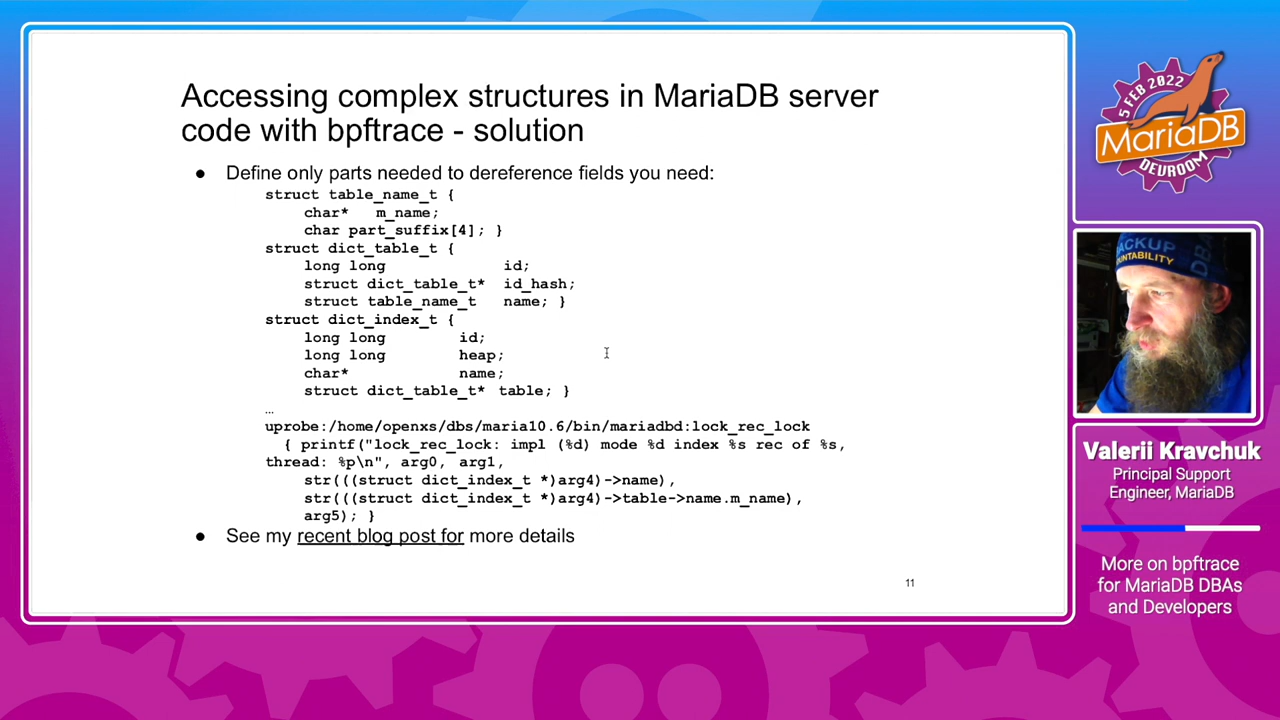 Accessing complex structures in MariaDB server
code with bpftrace - solution
● Define only parts needed to dereference fields you need:
struct table_name_t {
char*   m_name;
char part_suffix[4]; }
struct dict_table_t {
long long            id;
struct dict_table_t*  id_hash;
struct table_name_t   name; }
struct dict_index_t {
long long        id;
long long        heap;
char*            name;
struct dict_table_t* table; }
…
uprobe:/home/openxs/dbs/maria10.6/bin/mariadbd:lock_rec_lock
{ printf("lock_rec_lock: impl (%d) mode %d index %s rec of %s,
thread: %p\n", arg0, arg1,
str(((struct dict_index_t *)arg4)->name),
str(((struct dict_index_t *)arg4)->table->name.m_name),
arg5); }
● See my recent blog post for more details
11
5 FEB 2022
MariaDB
DEVROOM
BACKUP
DBA
Valerii Kravchuk
Principal Support
Engineer, MariaDB
More on bpftrace
for MariaDB DBAs
and Developers